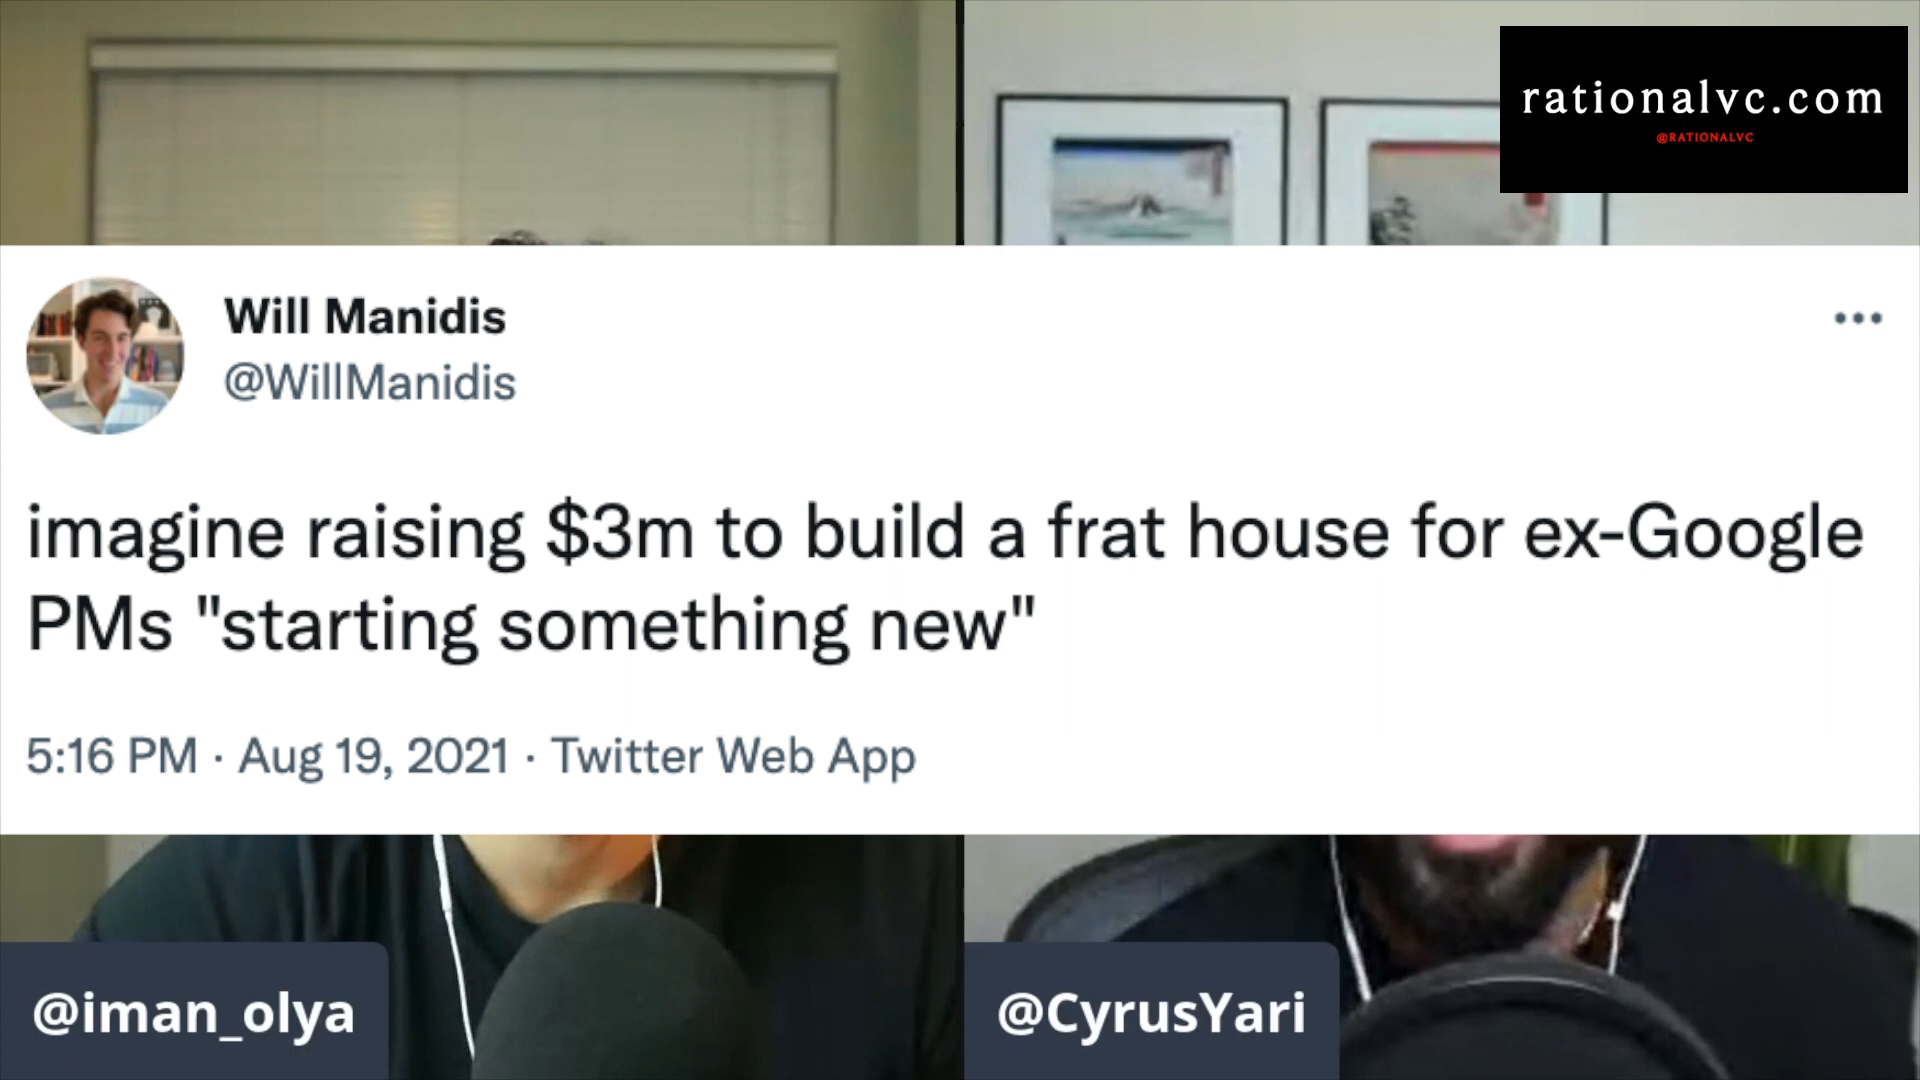 rationalvc.com
@RATIONALVC
Will Manidis
@WillManidis
imagine raising $3m to build a frat house for ex-Google
PMs "starting something new"
5:16 PM · Aug 19, 2021 · Twitter Web App
@iman_olya
@CyrusYari